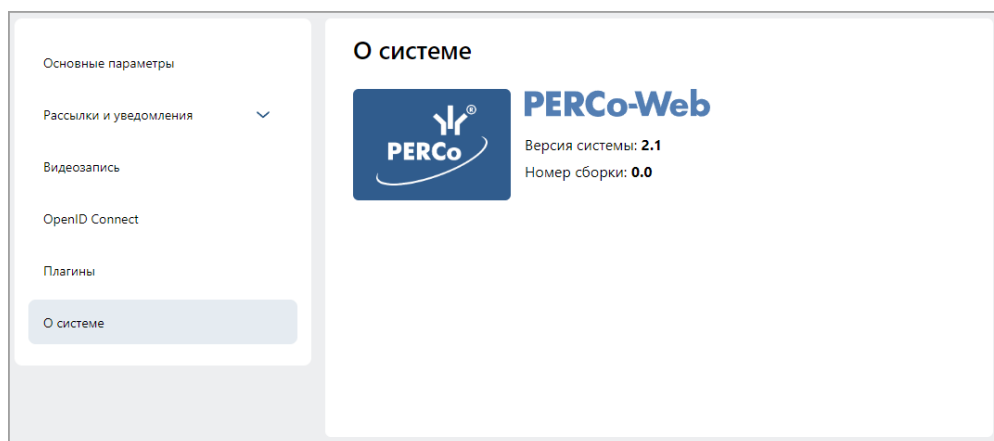 Основные параметры
Рассылки и уведомления
Видеозапись
OpenID Connect
Плагины
О системе
О системе
PERCo ®
PERCo-Web
Версия системы: 2.1
Номер сборки: 0.0